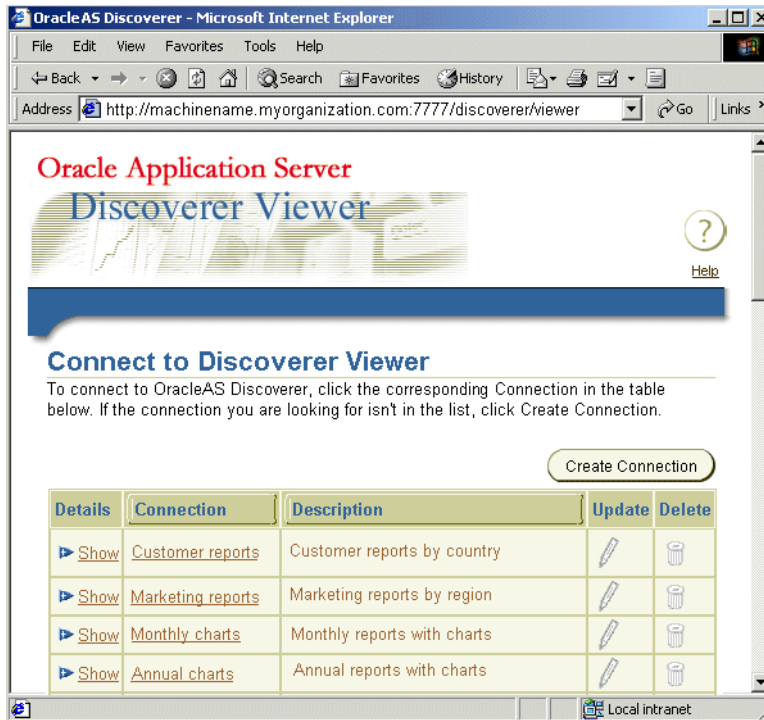 OracleAS Discoverer - Microsoft Internet Explorer
File Edit View Favorites Tools Help
Back Search Favorites History
Address http://machinename.myorganization.com:7777/discoverer/viewer Go Links
Oracle Application Server
Discoverer Viewer
?
Help
Connect to Discoverer Viewer
To connect to OracleAS Discoverer, click the corresponding Connection in the table
below. If the connection you are looking for isn't in the list, click Create Connection.
Create Connection
Details Connection Description Update Delete
Show Customer reports Customer reports by country
Show Marketing reports Marketing reports by region
Show Monthly charts Monthly reports with charts
Show Annual charts Annual reports with charts
Local intranet